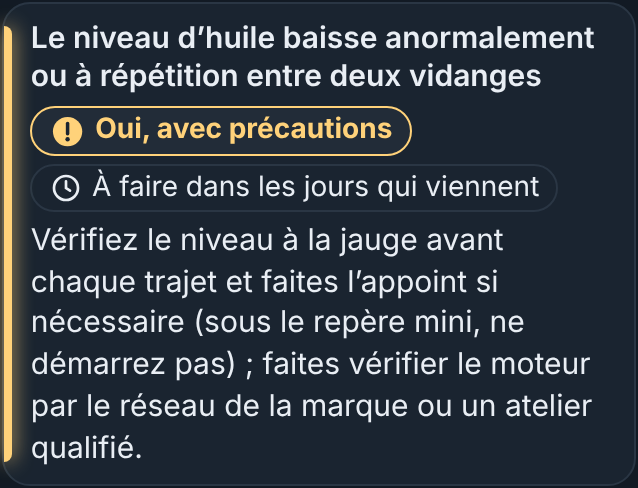 Le niveau d’huile baisse anormalement
ou à répétition entre deux vidanges
Oui, avec précautions
À faire dans les jours qui viennent
Vérifiez le niveau à la jauge avant
chaque trajet et faites l’appoint si
nécessaire (sous le repère mini, ne
démarrez pas) ; faites vérifier le moteur
par le réseau de la marque ou un atelier
qualifié.